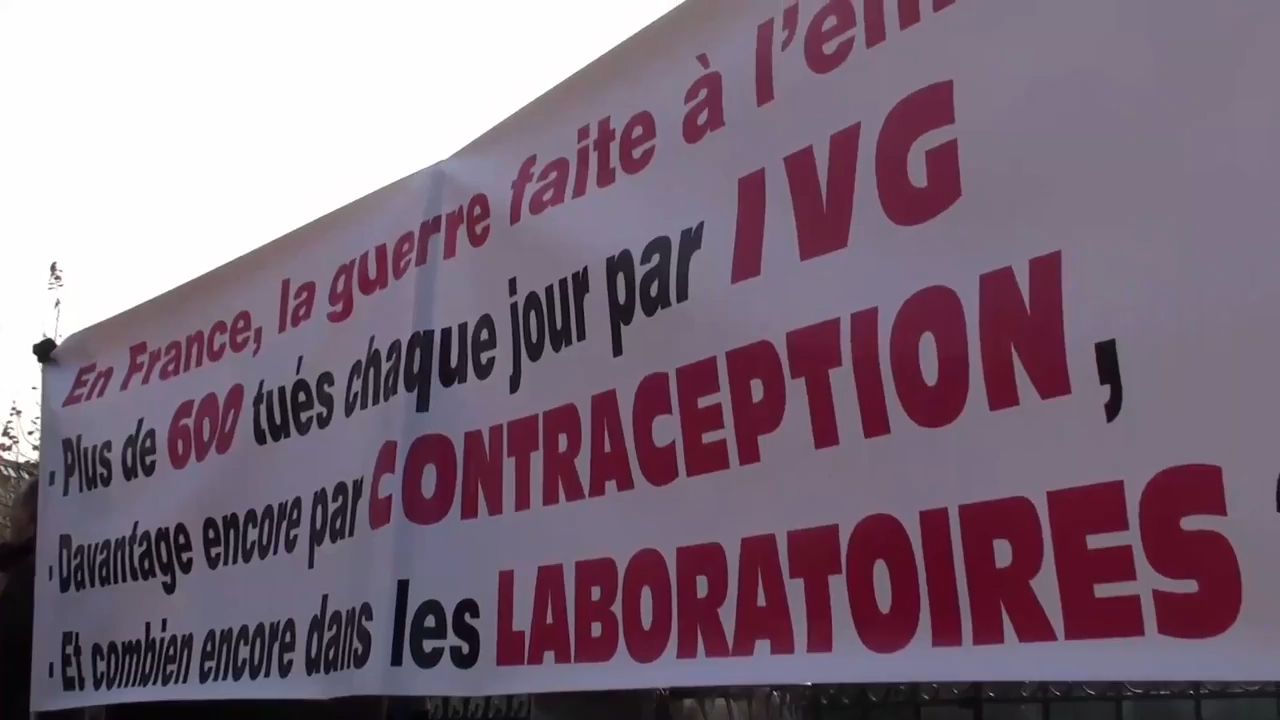 En France, la guerre faite à
- Plus de 600 tués chaque jour par IVG
- Davantage encore par CONTRACEPTION,
- Et combien encore dans les LABORATOIRES